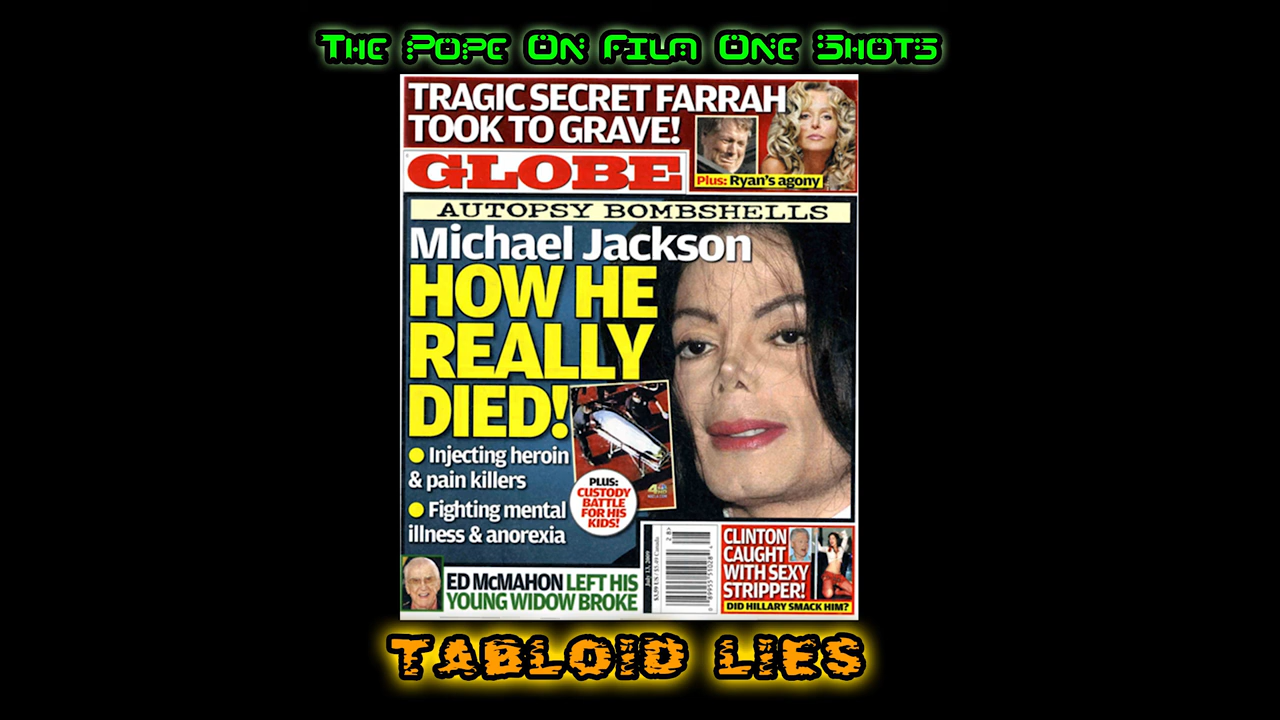 The Pope On Film One Shots
TRAGIC SECRET FARRAH
TOOK TO GRAVE!
Plus: Ryan's agony
GLOBE
AUTOPSY BOMBSHELLS
Michael Jackson
HOW HE
REALLY
DIED!
Injecting heroin
& pain killers
Fighting mental
illness & anorexia
PLUS:
CUSTODY
BATTLE
FOR HIS
KIDS!
ED McMAHON LEFT HIS
YOUNG WIDOW BROKE
CLINTON
CAUGHT
WITH SEXY
STRIPPER!
DID HILLARY SMACK HIM?
TABLOID LIES